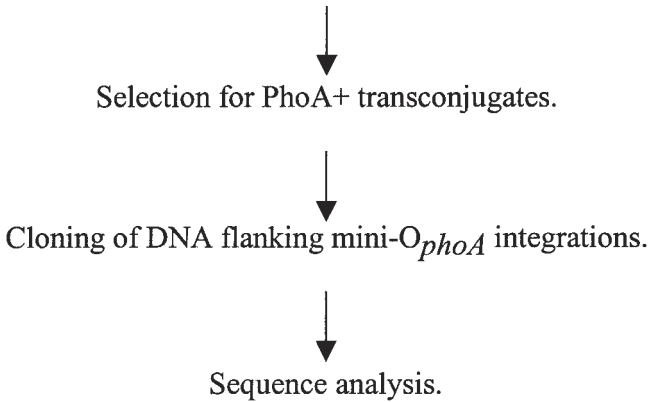 Selection for PhoA+ transconjugates.
Cloning of DNA flanking mini-OphoA integrations.
Sequence analysis.